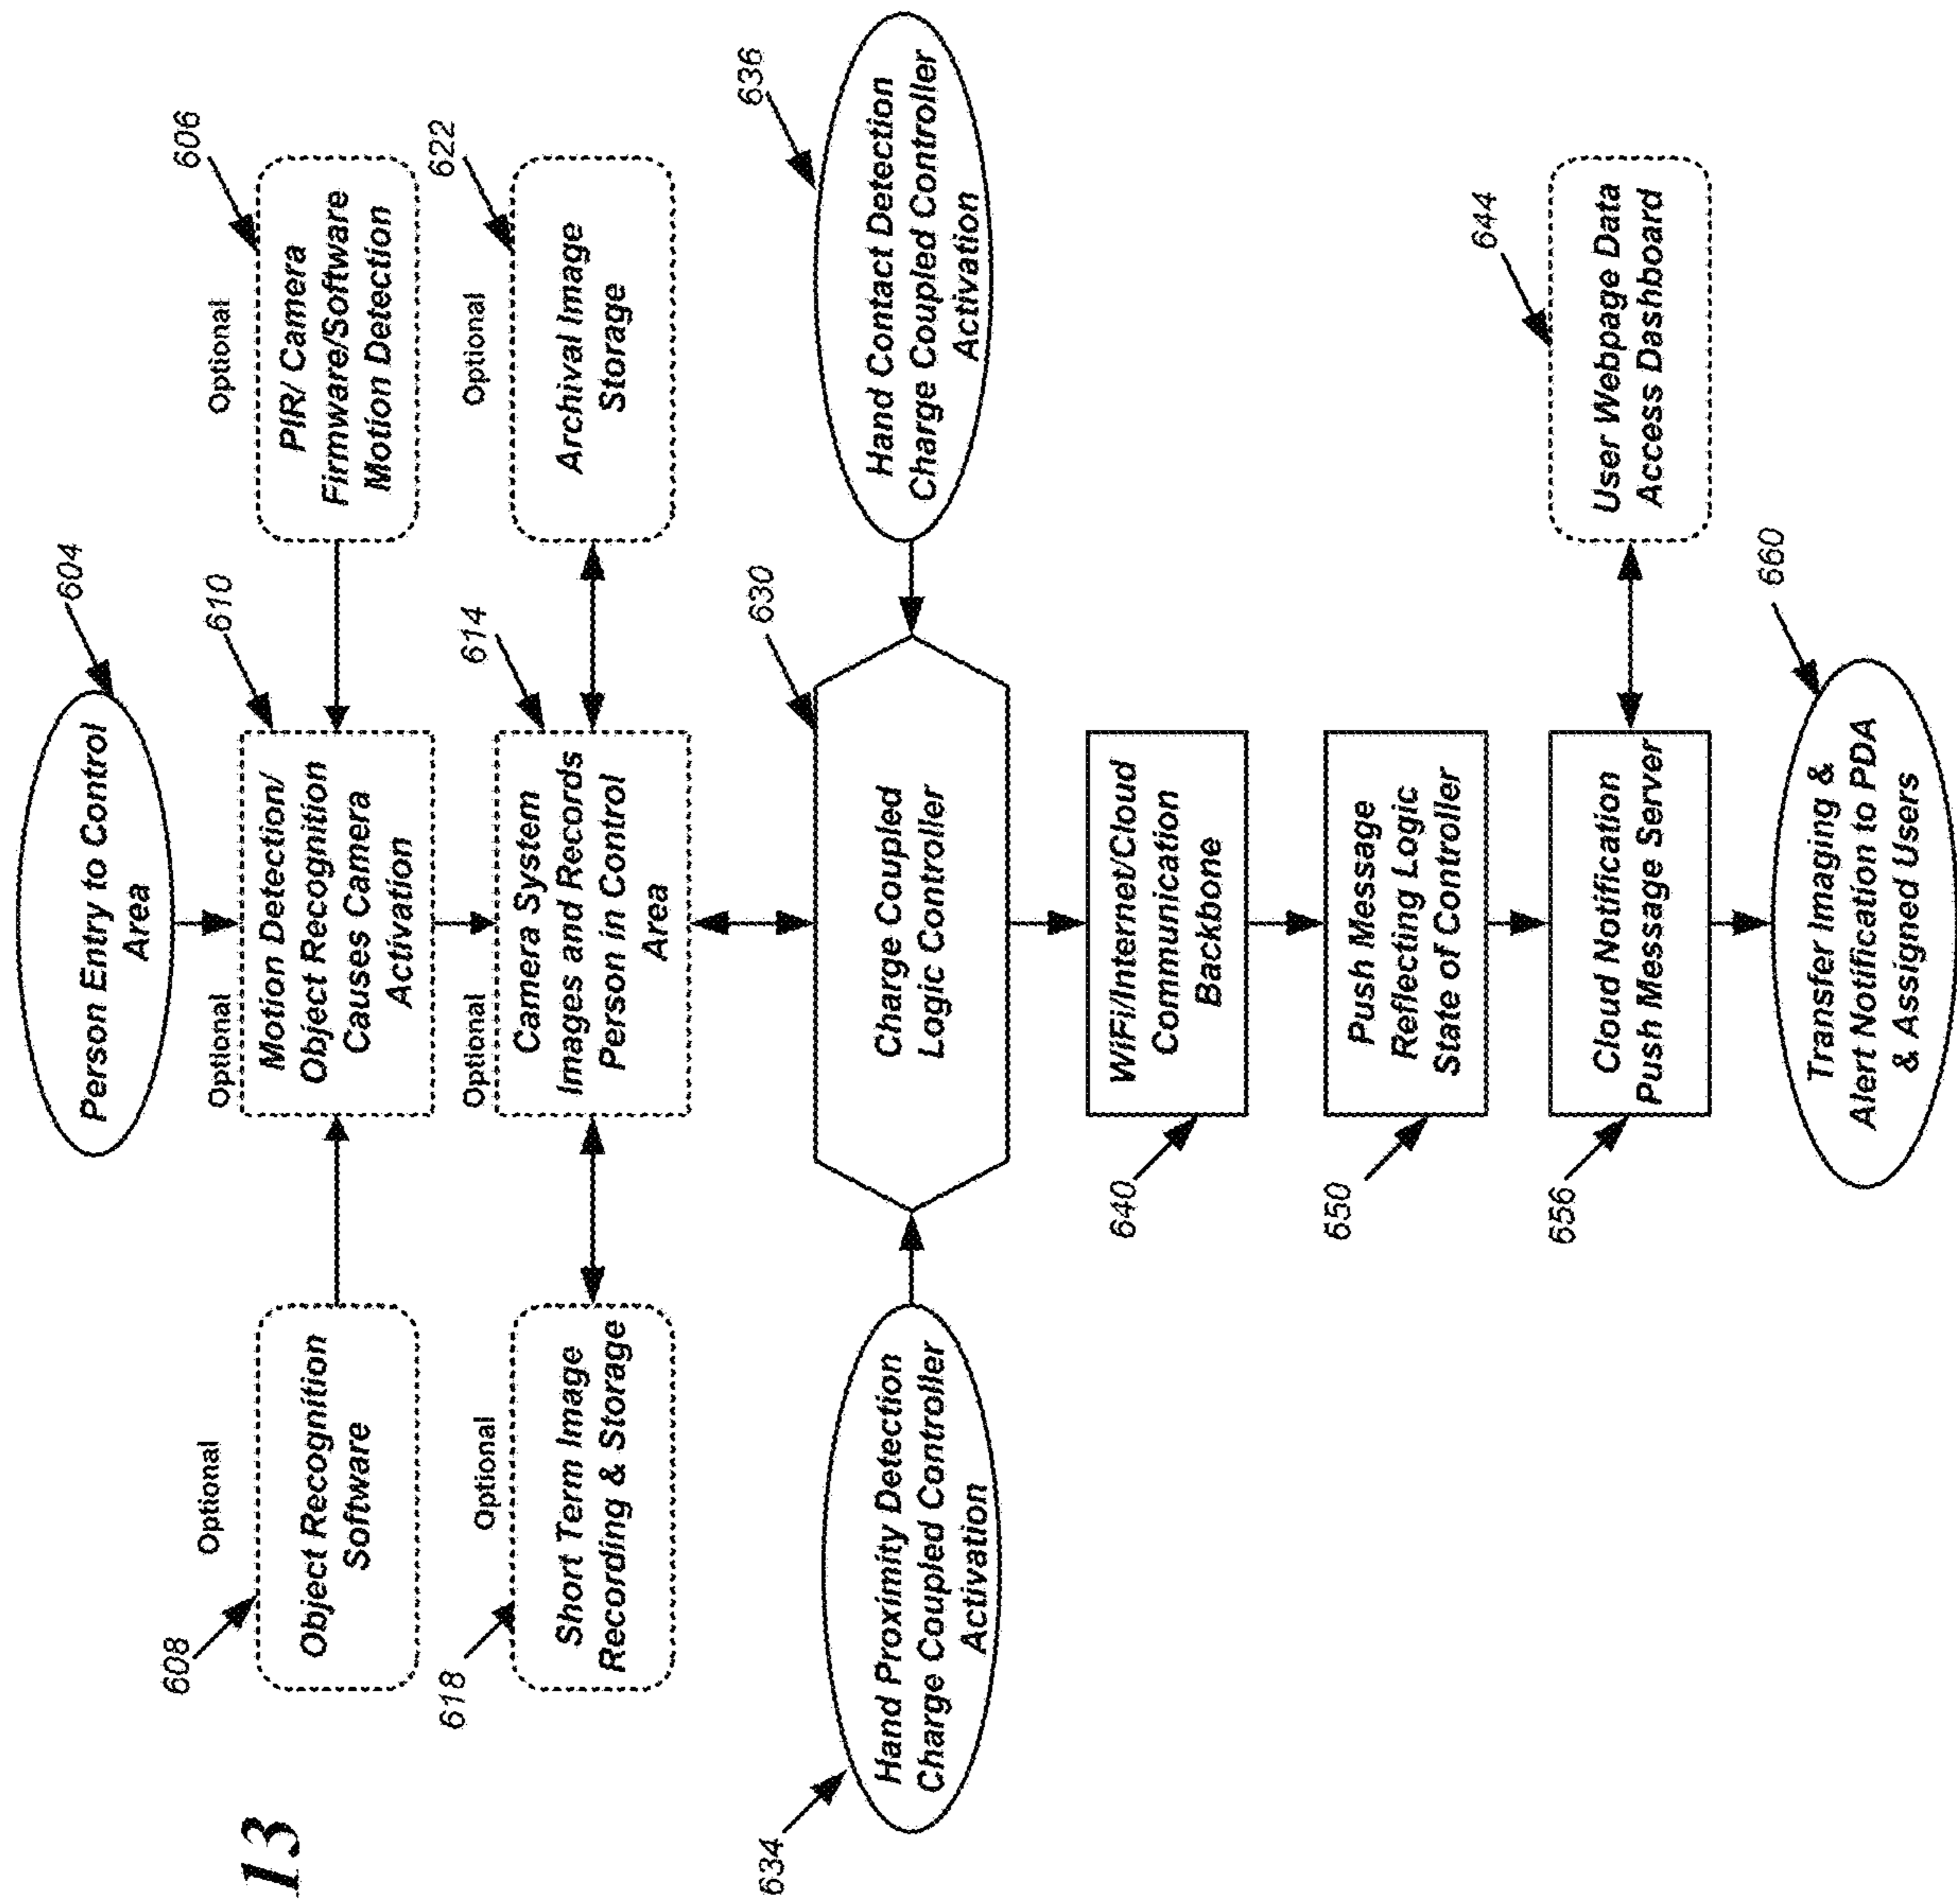 13
604
Person Entry to Control
Area
Optional
608
Object Recognition
Software
Optional
610
Motion Detection/
Object Recognition
Causes Camera
Activation
Optional
606
PIR/ Camera
Firmware/Software
Motion Detection
Optional
618
Short Term Image
Recording & Storage
Optional
614
Camera System
Images and Records
Person in Control
Area
Optional
622
Archival Image
Storage
634
Hand Proximity Detection
Charge Coupled Controller
Activation
630
Charge Coupled
Logic Controller
636
Hand Contact Detection
Charge Coupled Controller
Activation
640
WiFi/Internet/Cloud
Communication
Backbone
650
Push Message
Reflecting Logic
State of Controller
656
Cloud Notification
Push Message Server
644
User Webpage Data
Access Dashboard
660
Transfer Imaging &
Alert Notification to PDA
& Assigned Users